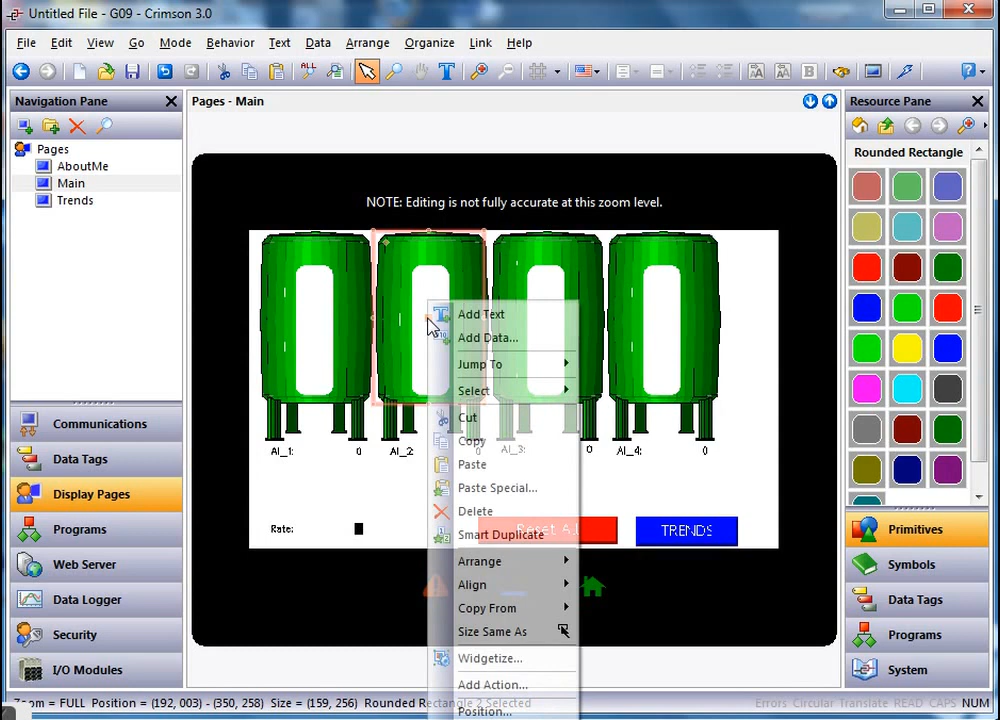 Untitled File - G09 - Crimson 3.0
File Edit View Go Mode Behavior Text Data Arrange Organize Link Help
ALL
Navigation Pane
Pages - Main
Resource Pane
Pages
AboutMe
Main
Trends
Rounded Rectangle
NOTE: Editing is not fully accurate at this zoom level.
Add Text
Add Data...
Jump To
Select
Cut
Copy
Paste
Paste Special...
Delete
Smart Duplicate
Arrange
Align
Copy From
Size Same As
Widgetize...
Add Action...
Position...
AI_1: 0 AI_2: 0 AI_3: 0 AI_4: 0
Rate:
Reset All
TRENDS
Communications
Data Tags
Display Pages
Programs
Web Server
Data Logger
Security
I/O Modules
Primitives
Symbols
Data Tags
Programs
System
Zoom = FULL Position = (192, 003) - (350, 258) Size = (159, 256) Rounded Rectangle 2 Selected
Errors Circular Translate READ CAPS NUM